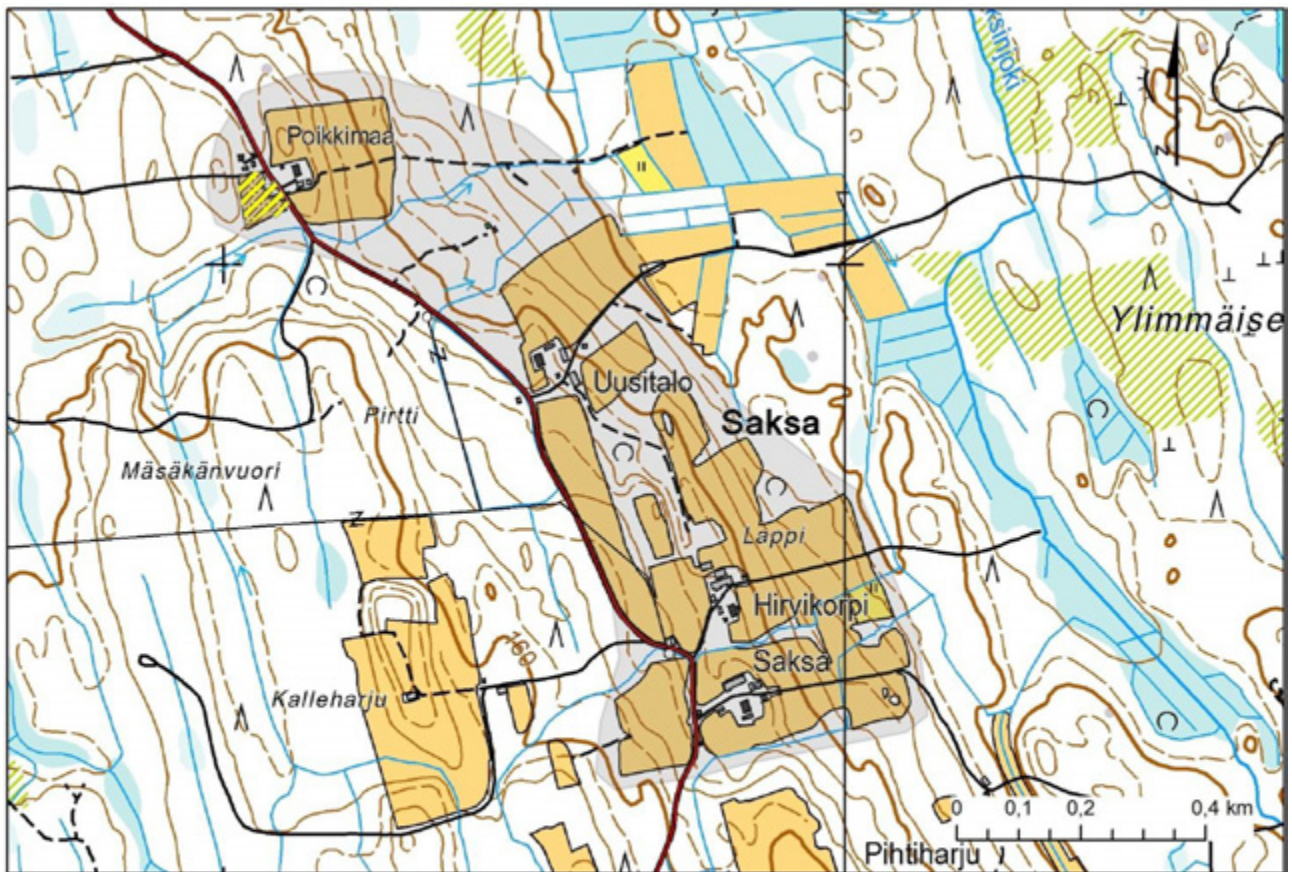 sinjoki
Poikkimaa
Ylimmäise
Uusitalo
Pirtti
Saksa
Mäsäkänvuori
Lappi
Hirvikorpi
160
Saksa
Kalleharju
0 0,1 0,2 0,4 km
Pihtiharju